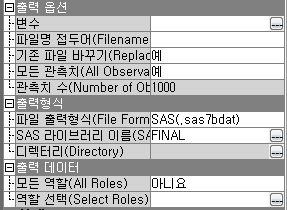 출력 옵션
변수 ...
파일명 접두어(Filename
기존 파일 바꾸기(Replac 예
모든 관측치(All Observa 예
관측치 수(Number of Ob 1000
출력형식
파일 출력형식(File Form SAS(,sas7bdat)
SAS 라이브러리 이름(SA FINAL ...
디렉터리(Directory) ...
출력 데이터
모든 역할(All Roles) 아니요
역할 선택(Select Roles) ...